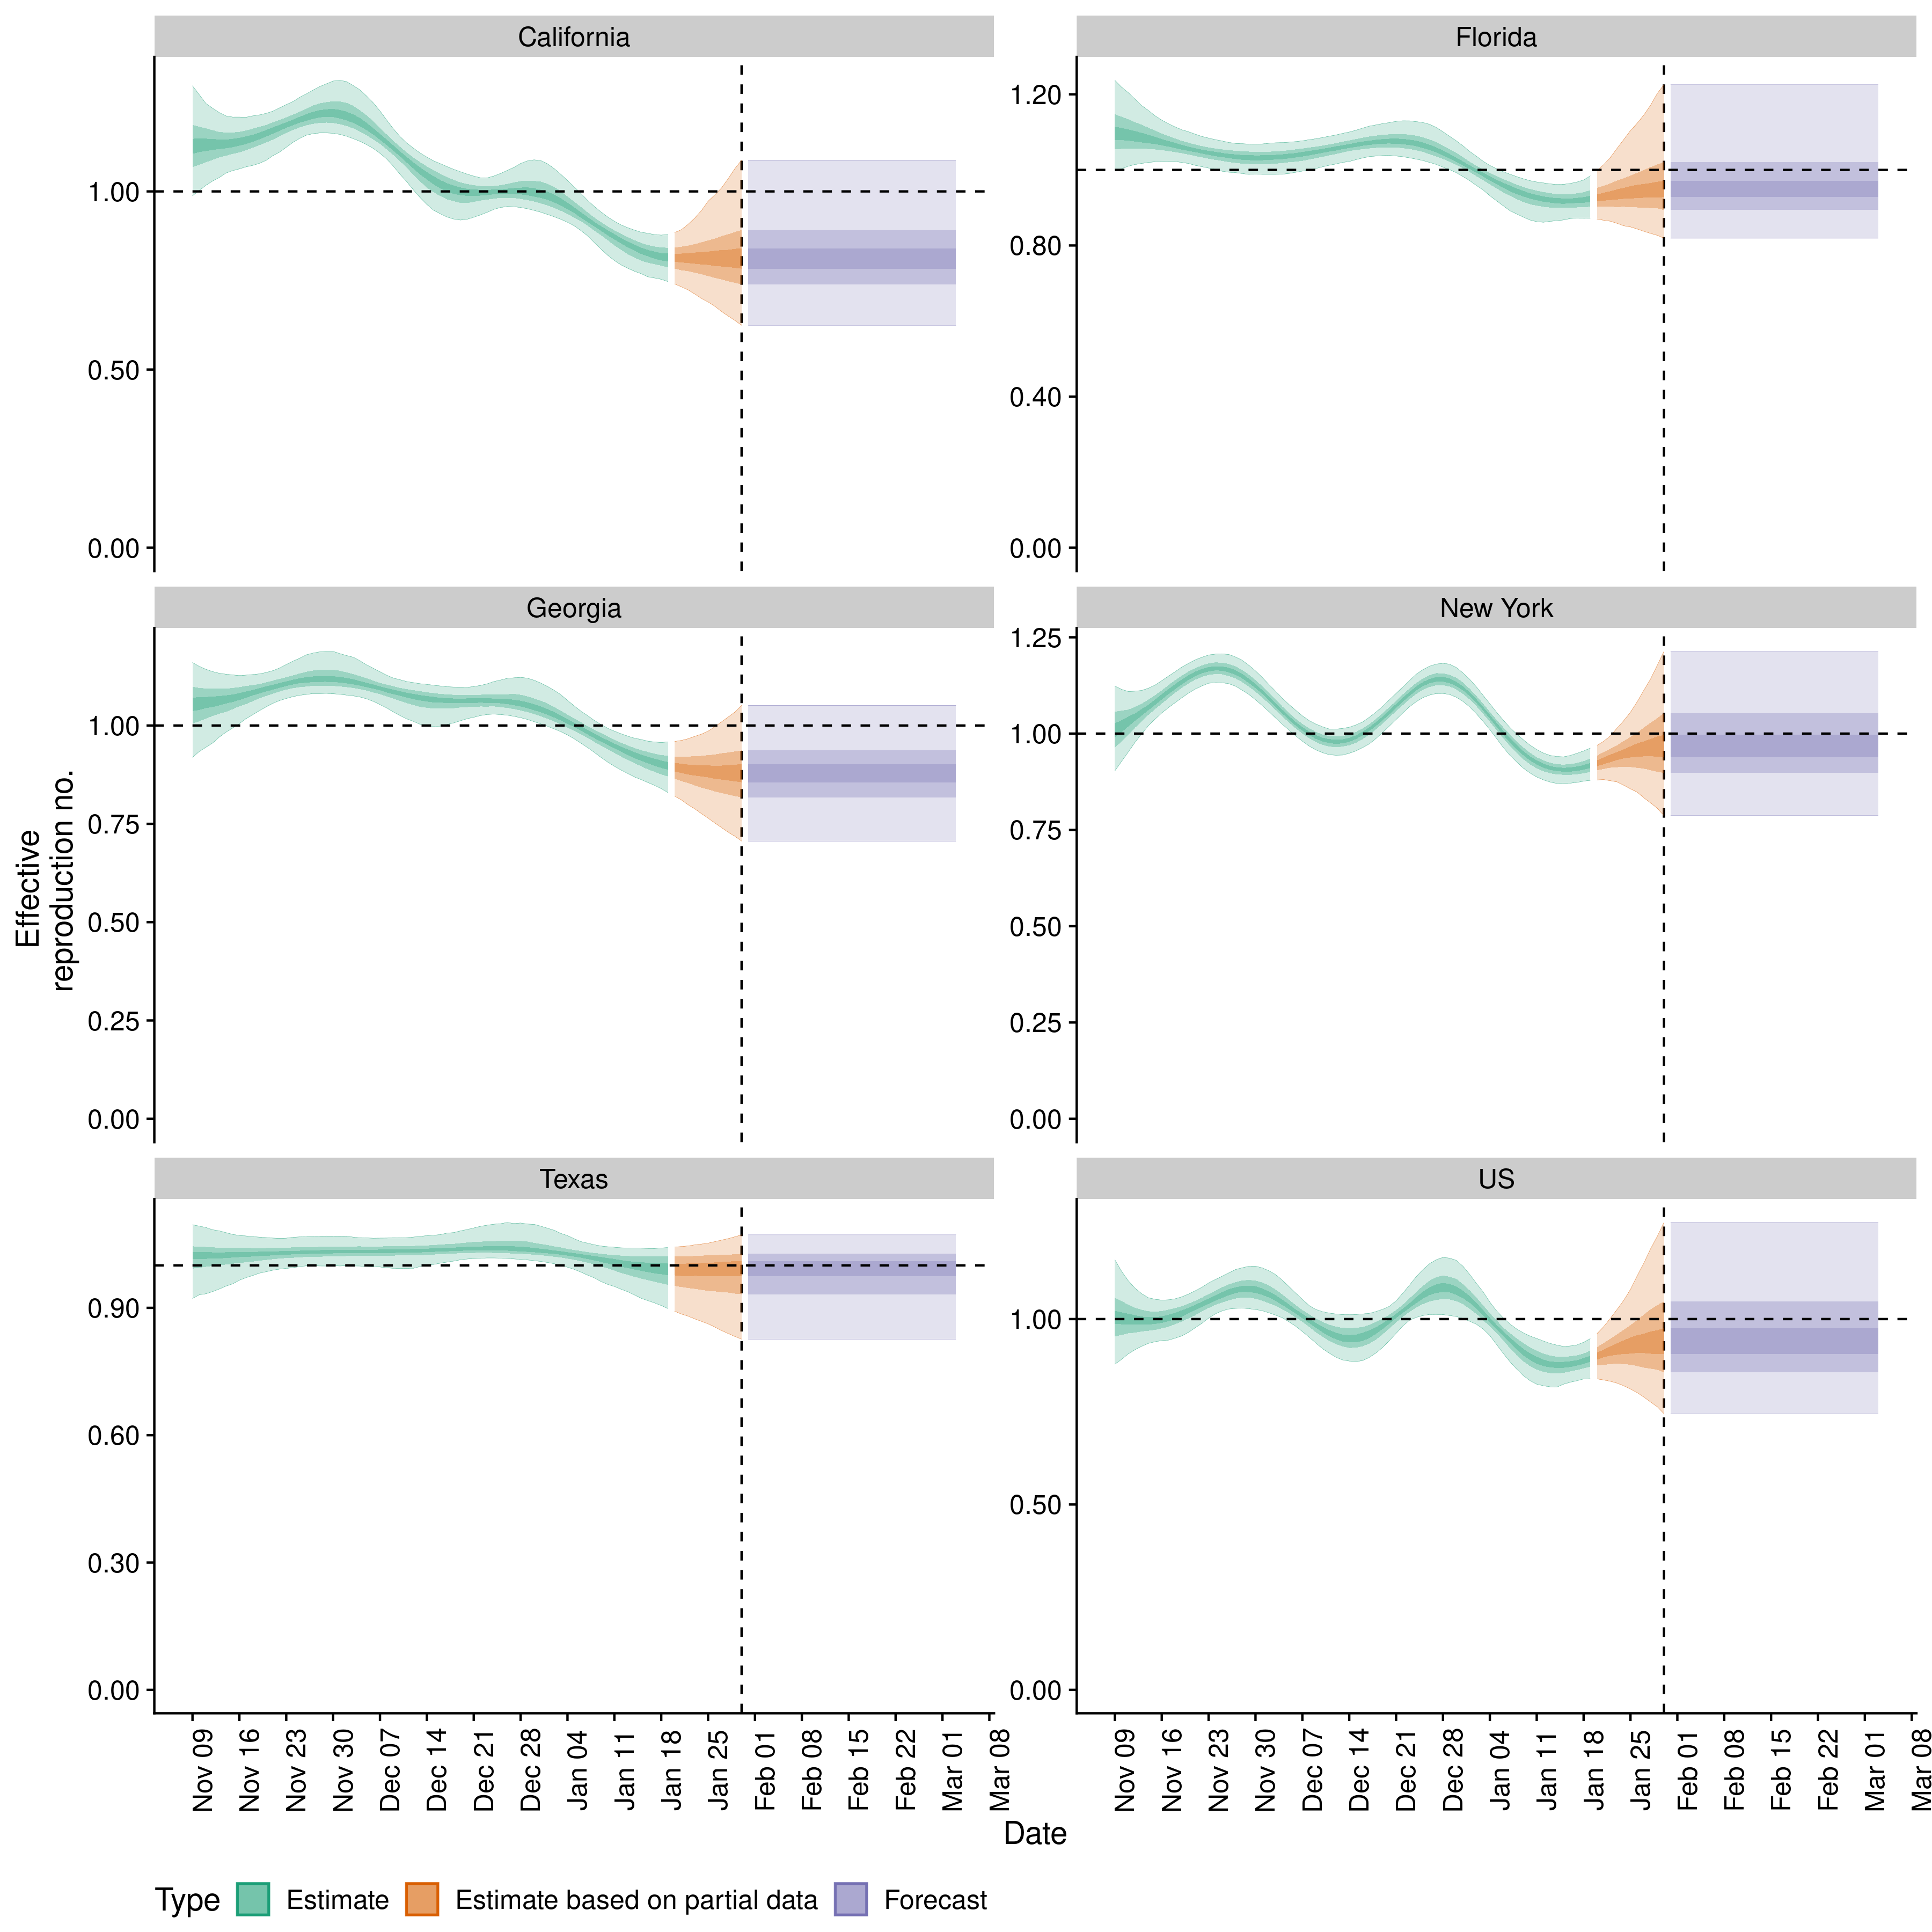 California
Florida
1.00
0.50
0.00
1.20
0.80
0.40
0.00
Georgia
New York
1.00
0.75
0.50
0.25
0.00
1.25
1.00
0.75
0.50
0.25
0.00
Effective
reproduction no.
Texas
US
0.90
0.60
0.30
0.00
1.00
0.50
0.00
Nov 09
Nov 16
Nov 23
Nov 30
Dec 07
Dec 14
Dec 21
Dec 28
Jan 04
Jan 11
Jan 18
Jan 25
Feb 01
Feb 08
Feb 15
Feb 22
Mar 01
Mar 08
Nov 09
Nov 16
Nov 23
Nov 30
Dec 07
Dec 14
Dec 21
Dec 28
Jan 04
Jan 11
Jan 18
Jan 25
Feb 01
Feb 08
Feb 15
Feb 22
Mar 01
Mar 08
Date
Type Estimate Estimate based on partial data Forecast